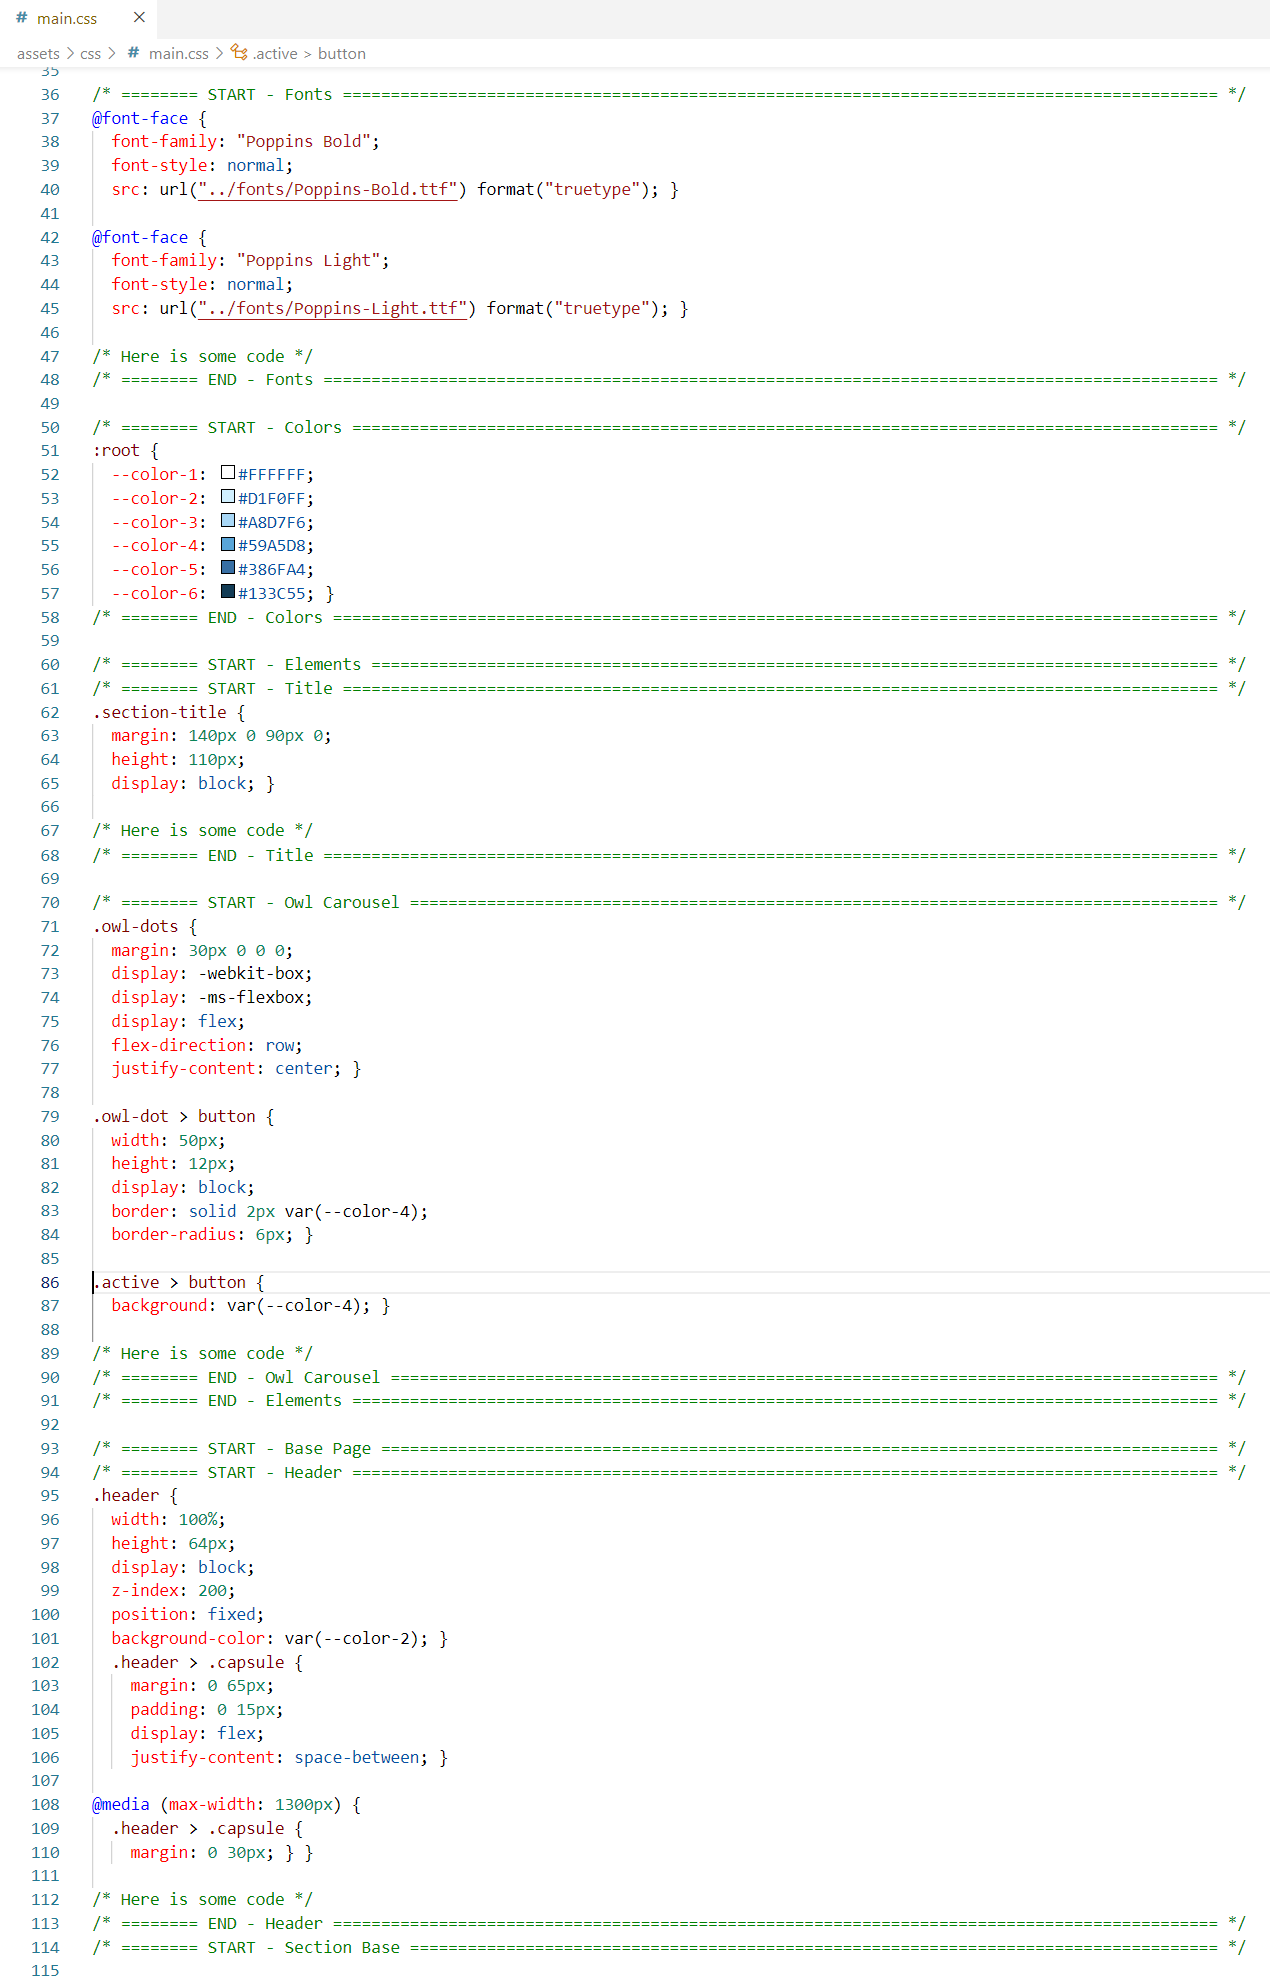 # main.css ×
assets > css > # main.css > .active > button
35
36 /* ======== START - Fonts =========================================================================================== */
37 @font-face {
38   font-family: "Poppins Bold";
39   font-style: normal;
40   src: url("../fonts/Poppins-Bold.ttf") format("truetype"); }
41
42 @font-face {
43   font-family: "Poppins Light";
44   font-style: normal;
45   src: url("../fonts/Poppins-Light.ttf") format("truetype"); }
46
47 /* Here is some code */
48 /* ======== END - Fonts ============================================================================================= */
49
50 /* ======== START - Colors ========================================================================================== */
51 :root {
52   --color-1: #FFFFFF;
53   --color-2: #D1F0FF;
54   --color-3: #A8D7F6;
55   --color-4: #59A5D8;
56   --color-5: #386FA4;
57   --color-6: #133C55; }
58 /* ======== END - Colors ============================================================================================ */
59
60 /* ======== START - Elements ======================================================================================== */
61 /* ======== START - Title =========================================================================================== */
62 .section-title {
63   margin: 140px 0 90px 0;
64   height: 110px;
65   display: block; }
66
67 /* Here is some code */
68 /* ======== END - Title ============================================================================================= */
69
70 /* ======== START - Owl Carousel ==================================================================================== */
71 .owl-dots {
72   margin: 30px 0 0 0;
73   display: -webkit-box;
74   display: -ms-flexbox;
75   display: flex;
76   flex-direction: row;
77   justify-content: center; }
78
79 .owl-dot > button {
80   width: 50px;
81   height: 12px;
82   display: block;
83   border: solid 2px var(--color-4);
84   border-radius: 6px; }
85
86 .active > button {
87   background: var(--color-4); }
88
89 /* Here is some code */
90 /* ======== END - Owl Carousel ====================================================================================== */
91 /* ======== END - Elements ========================================================================================== */
92
93 /* ======== START - Base Page ======================================================================================= */
94 /* ======== START - Header ========================================================================================== */
95 .header {
96   width: 100%;
97   height: 64px;
98   display: block;
99   z-index: 200;
100   position: fixed;
101   background-color: var(--color-2); }
102   .header > .capsule {
103     margin: 0 65px;
104     padding: 0 15px;
105     display: flex;
106     justify-content: space-between; }
107
108 @media (max-width: 1300px) {
109   .header > .capsule {
110     margin: 0 30px; } }
111
112 /* Here is some code */
113 /* ======== END - Header ============================================================================================ */
114 /* ======== START - Section Base ==================================================================================== */
115